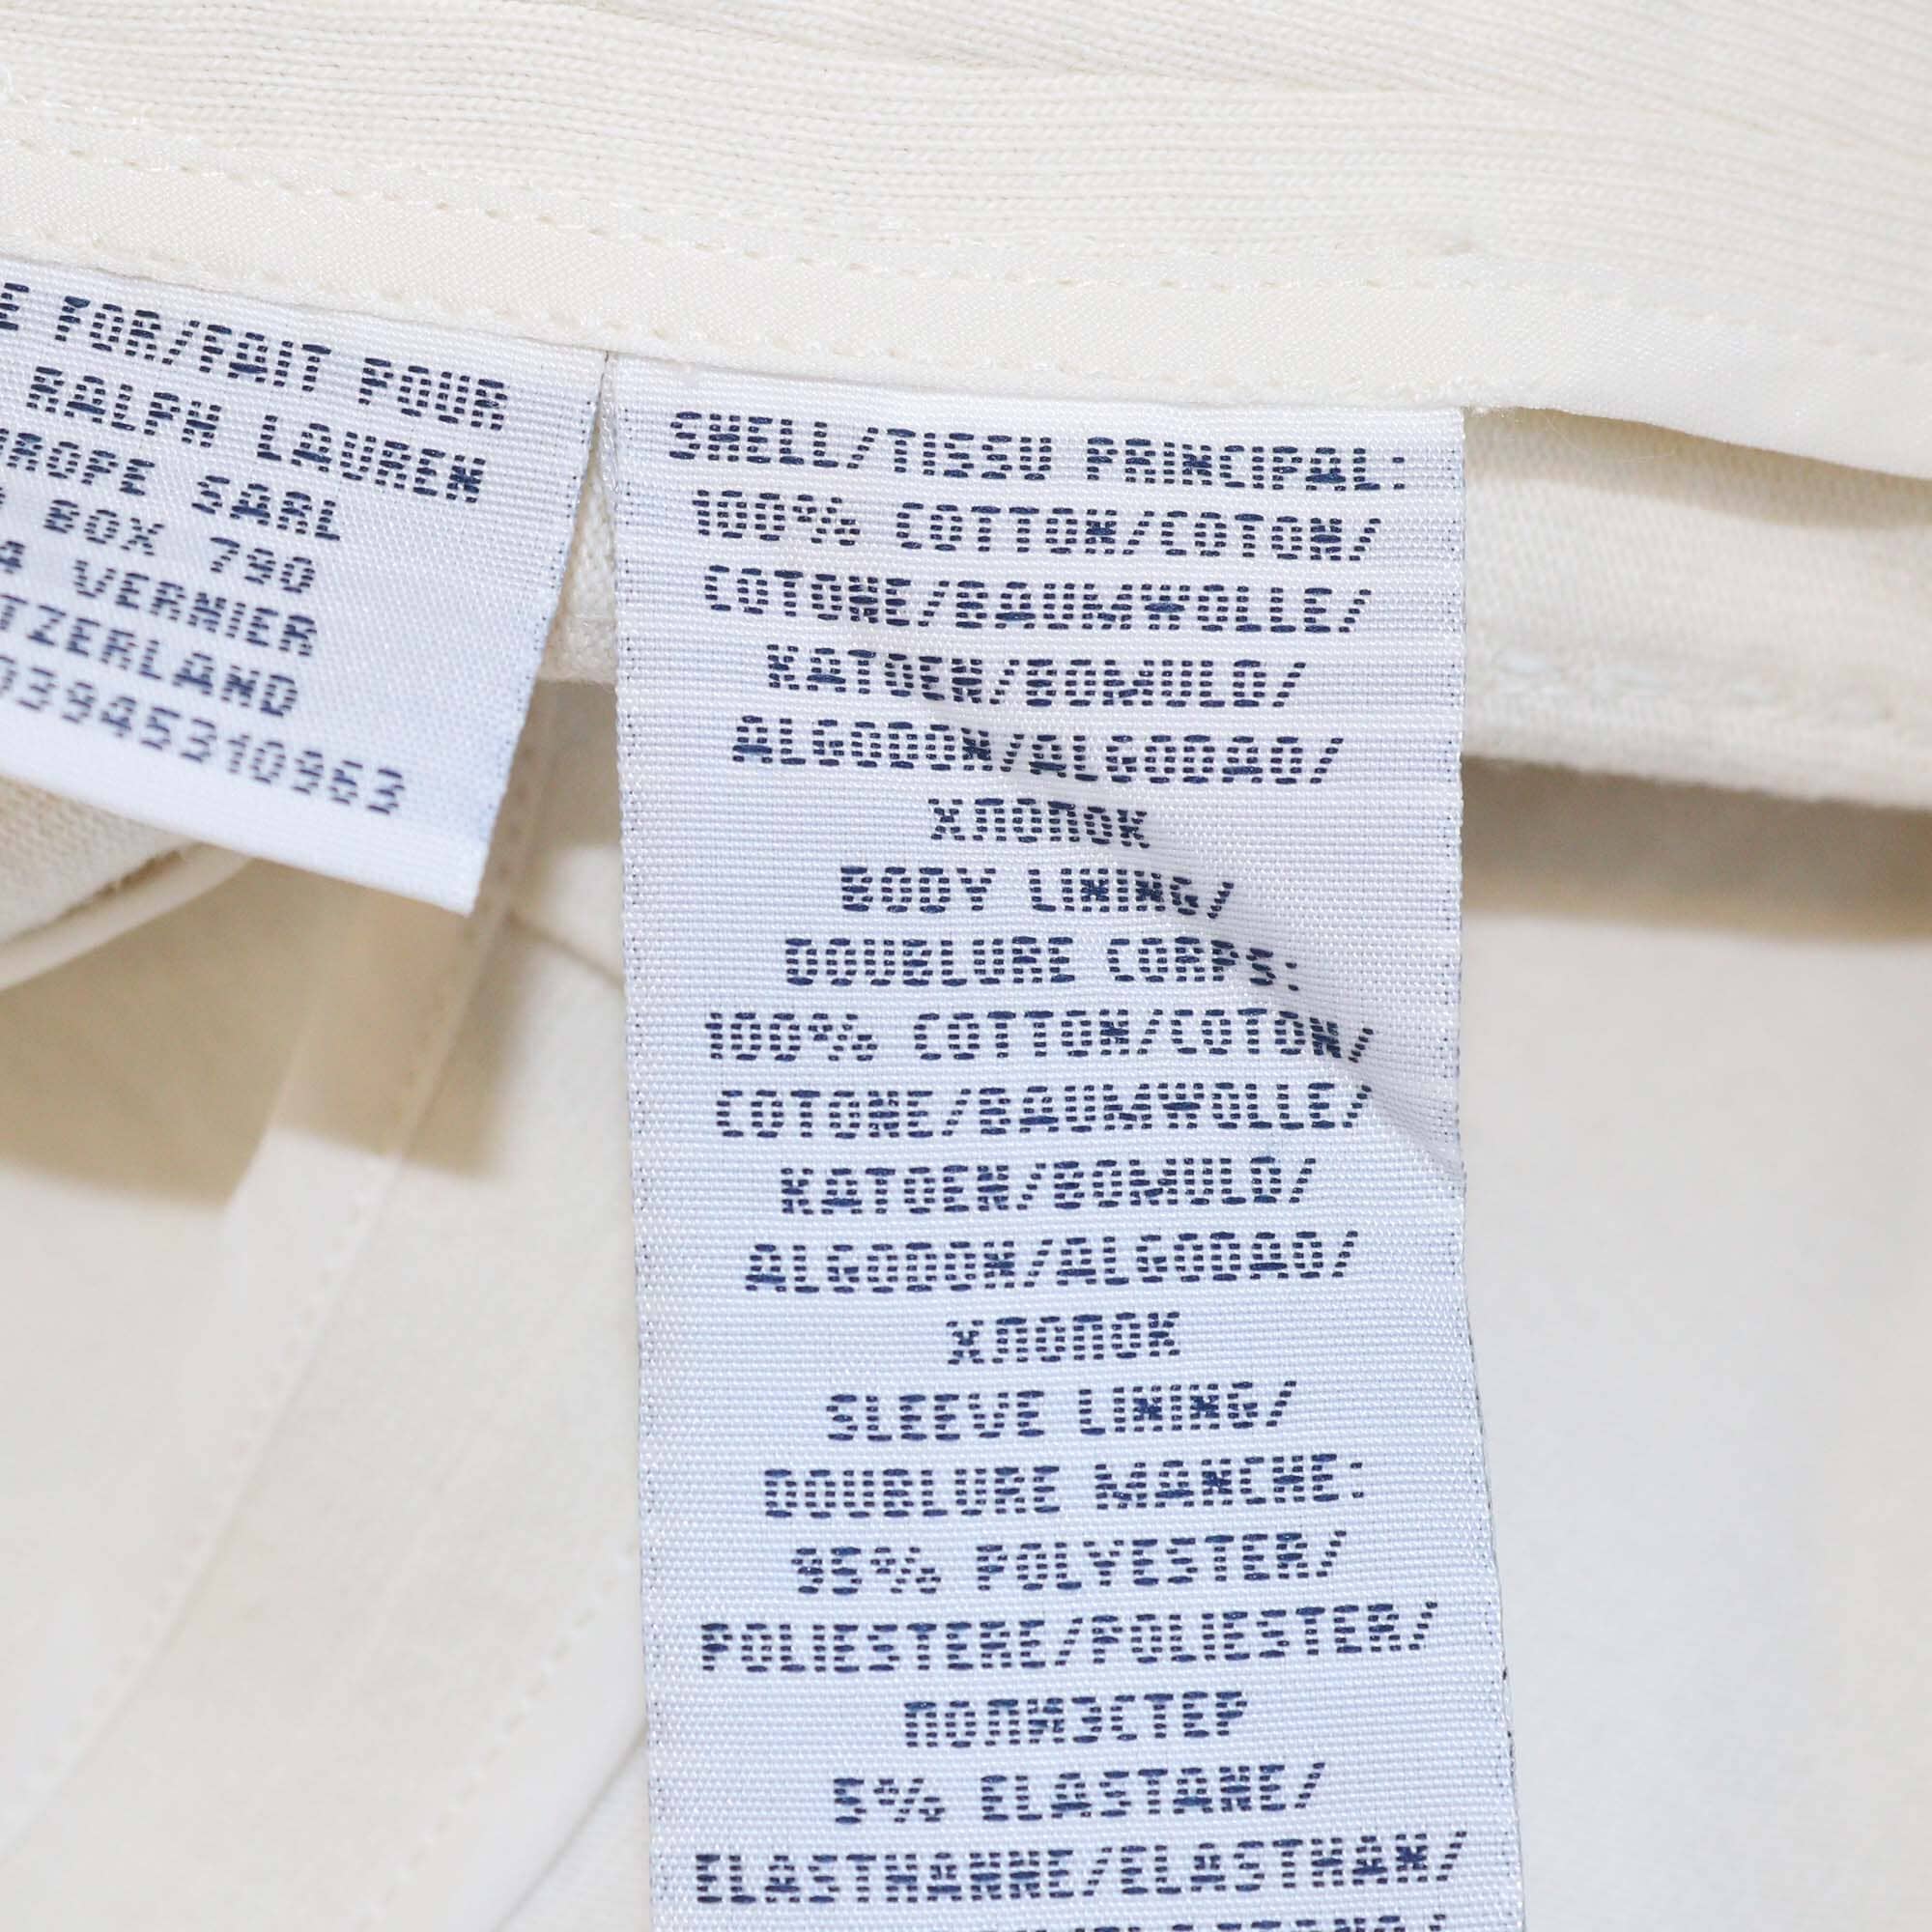 FOR/FAIT POUR
RALPH LAUREN
SARL
BOX 790
VERNIER
SHELL/TISSU PRINCIPAL:
100% COTTON/COTON/
COTONE/BAUMWOLLE/
KATOEN/BOMULD/
ALGODON/ALGODAO/
ХЛОПОК
BODY LINING/
DOUBLURE CORPS:
100% COTTON/COTON/
COTONE/BAUMWOLLE/
KATOEN/BOMULD/
ALGODON/ALGODAO/
ХЛОПОК
SLEEVE LINING/
DOUBLURE MANCHE:
95% POLYESTER/
POLIESTERE/POLIESTER/
ПОЛИЭСТЕР
5% ELASTANE/
ELASTHANNE/ELASTHAN/